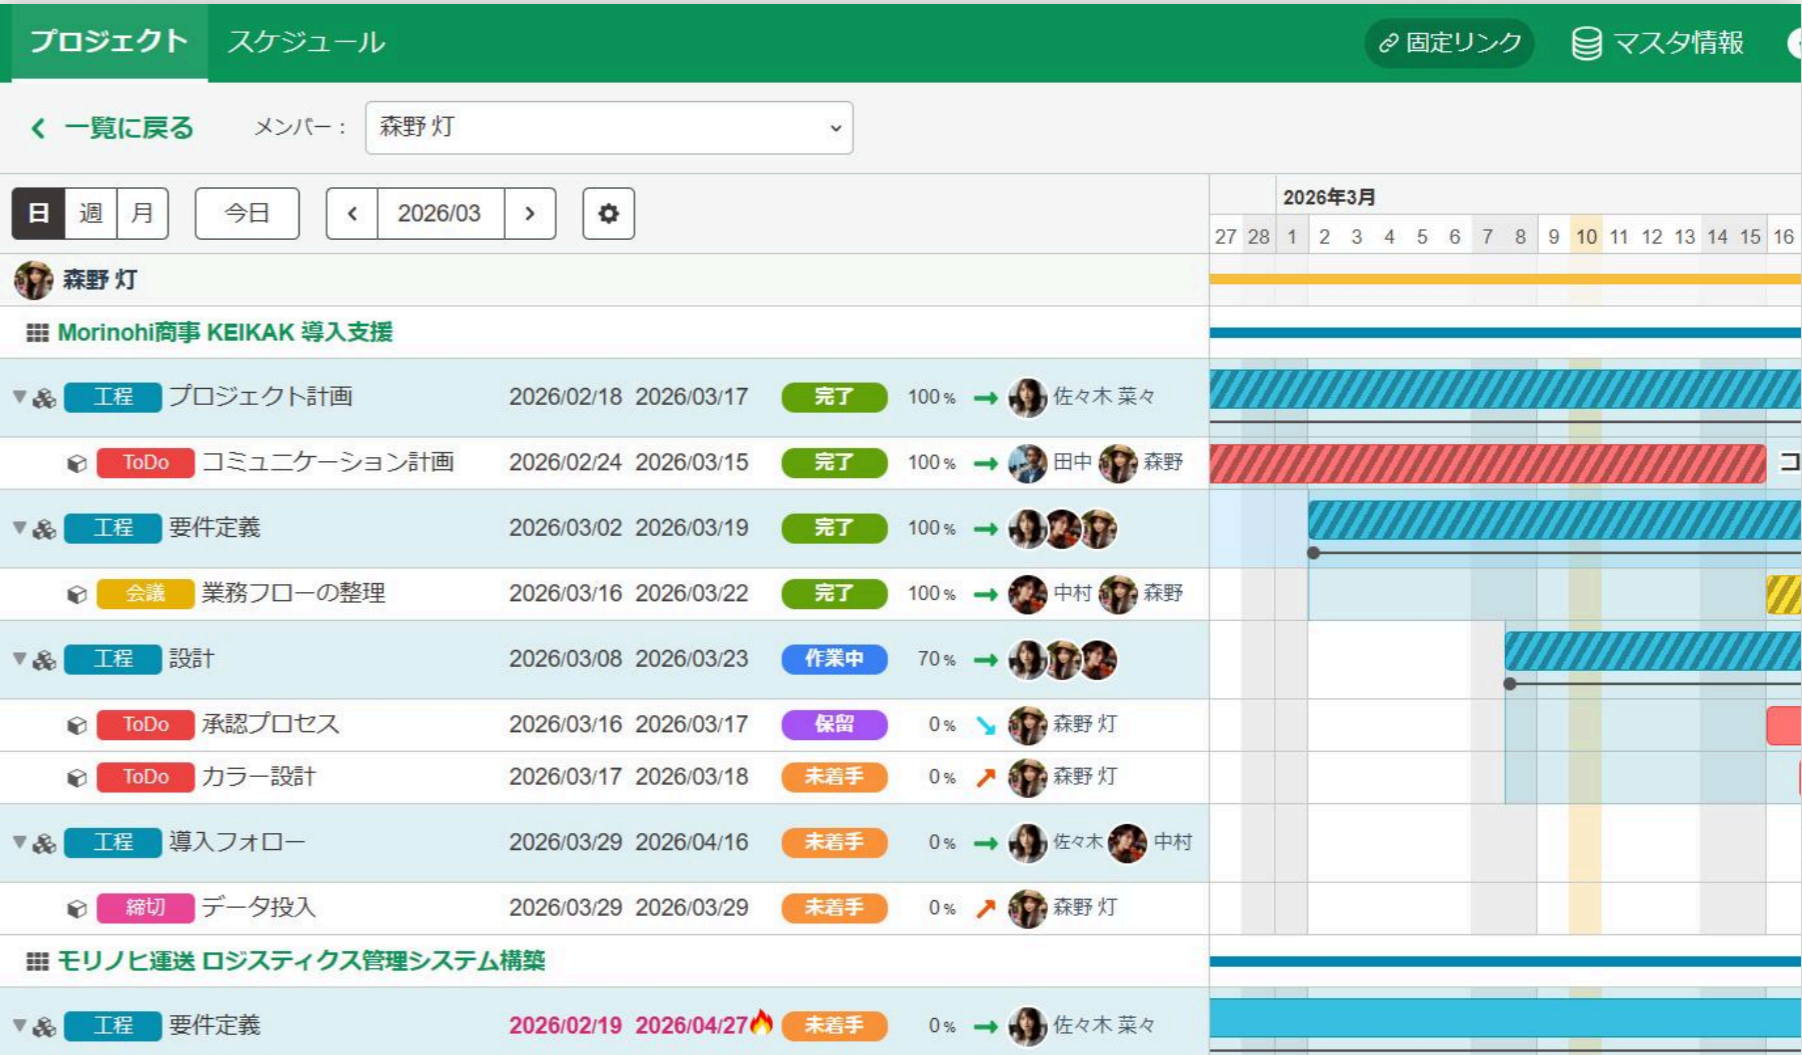 プロジェクト スケジュール 固定リンク マスタ情報
一覧に戻る メンバー： 森野 灯
日 週 月 今日 2026/03 2026年3月
27 28 1 2 3 4 5 6 7 8 9 10 11 12 13 14 15 16
森野 灯
Morinohi商事 KEIKAK 導入支援
工程 プロジェクト計画 2026/02/18 2026/03/17 完了 100% 佐々木 菜々
ToDo コミュニケーション計画 2026/02/24 2026/03/15 完了 100% 田中 森野 コ
工程 要件定義 2026/03/02 2026/03/19 完了 100%
会議 業務フローの整理 2026/03/16 2026/03/22 完了 100% 中村 森野
工程 設計 2026/03/08 2026/03/23 作業中 70%
ToDo 承認プロセス 2026/03/16 2026/03/17 保留 0% 森野 灯
ToDo カラー設計 2026/03/17 2026/03/18 未着手 0% 森野 灯
工程 導入フォロー 2026/03/29 2026/04/16 未着手 0% 佐々木 中村
締切 データ投入 2026/03/29 2026/03/29 未着手 0% 森野 灯
モリノヒ運送 ロジスティクス管理システム構築
工程 要件定義 2026/02/19 2026/04/27 未着手 0% 佐々木 菜々